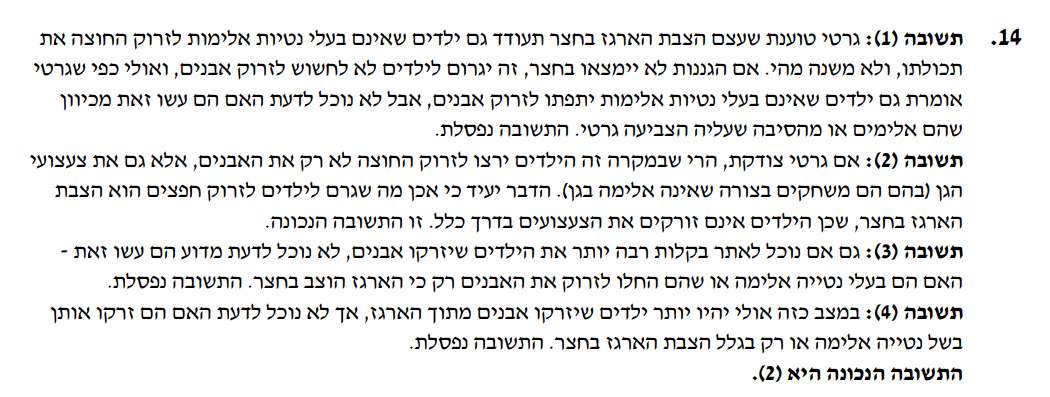 14. תשובה (1): גרטי טוענת שעצם הצבת הארגז בחצר תעודד גם ילדים שאינם בעלי נטיות אלימות לזרוק החוצה את
תכולתו, ולא משנה מהי. אם הגננות לא יימצאו בחצר, זה יגרום לילדים לא לחשוש לזרוק אבנים, ואולי כפי שגרטי
אומרת גם ילדים שאינם בעלי נטיות אלימות יתפתו לזרוק אבנים, אבל לא נוכל לדעת האם הם עשו זאת מכיוון
שהם אלימים או מהסיבה שעליה הצביעה גרטי. התשובה נפסלת.
תשובה (2): אם גרטי צודקת, הרי שבמקרה זה הילדים ירצו לזרוק החוצה לא רק את האבנים, אלא גם את צעצועי
הגן (בהם הם משחקים בצורה שאינה אלימה בגן). הדבר יעיד כי אכן מה שגרם לילדים לזרוק חפצים הוא הצבת
הארגז בחצר, שכן הילדים אינם זורקים את הצעצועים בדרך כלל. זו התשובה הנכונה.
תשובה (3): גם אם נוכל לאתר בקלות רבה יותר את הילדים שיזרקו אבנים, לא נוכל לדעת מדוע הם עשו זאת -
האם הם בעלי נטייה אלימה או שהם החלו לזרוק את האבנים רק כי הארגז הוצב בחצר. התשובה נפסלת.
תשובה (4): במצב כזה אולי יהיו יותר ילדים שיזרקו אבנים מתוך הארגז, אך לא נוכל לדעת האם הם זרקו אותן
בשל נטייה אלימה או רק בגלל הצבת הארגז בחצר. התשובה נפסלת.
התשובה הנכונה היא (2).